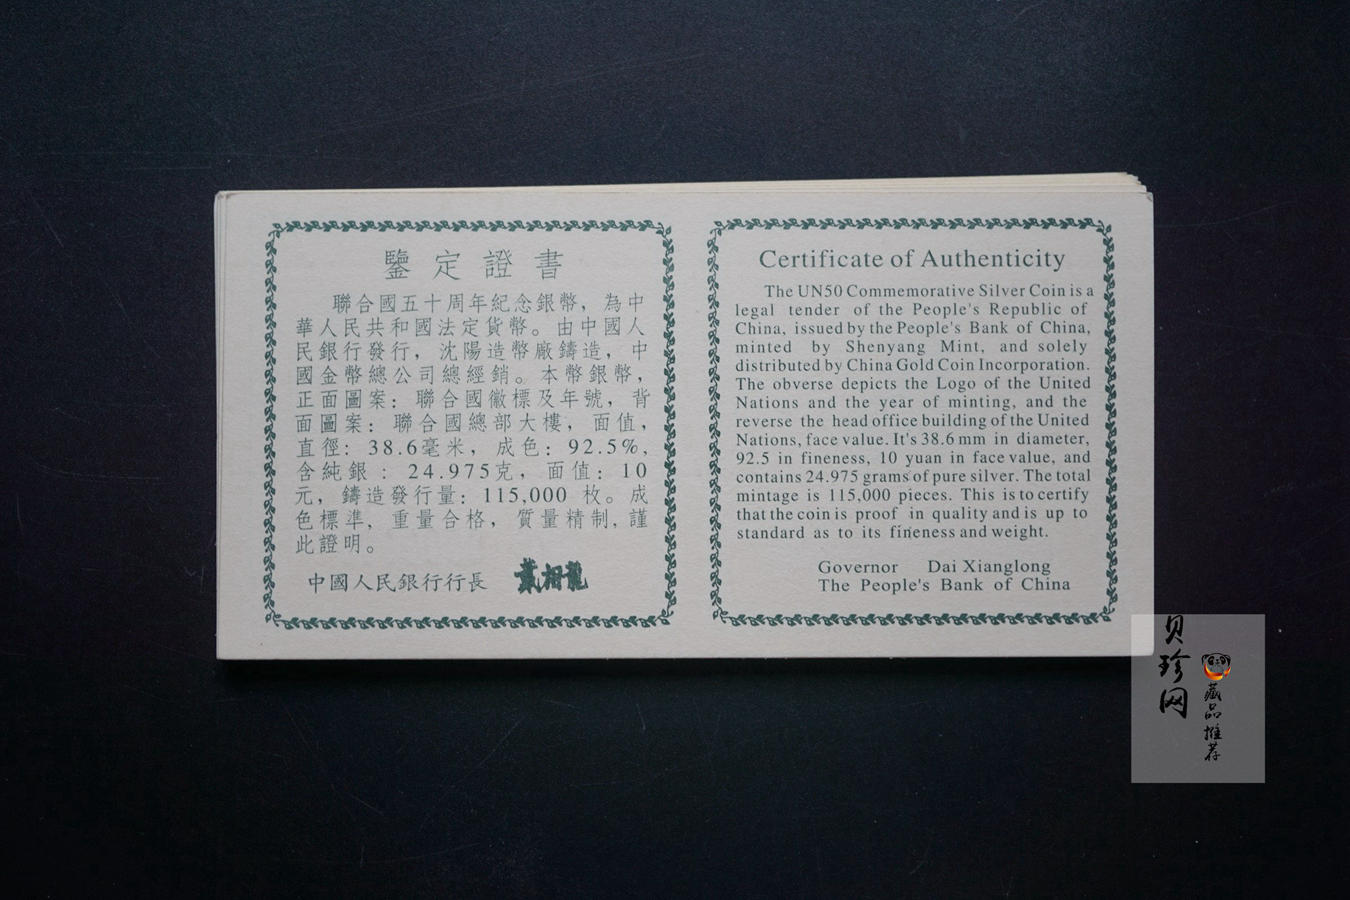 鑒定證書
聯合國五十周年紀念銀幣，為中
華人民共和國法定貨幣。由中國人
民銀行發行，沈陽造幣廠鑄造，中
國金幣總公司總經銷。本幣銀幣，
正面圖案：聯合國徽標及年號，背
面圖案：聯合國總部大樓，面值，
直徑：38.6毫米，成色：92.5%，
含純銀：24.975克，面值：10
元，鑄造發行量：115,000 枚。成
色標準，重量合格，質量精制，謹
此證明。
中國人民銀行行長 戴相龍
Certificate of Authenticity
The UN50 Commemorative Silver Coin is a
legal tender of the People's Republic of
China, issued by the People's Bank of China,
minted by Shenyang Mint, and solely
distributed by China Gold Coin Incorporation.
The obverse depicts the Logo of the United
Nations and the year of minting, and the
reverse the head office building of the United
Nations, face value. It's 38.6 mm in diameter,
92.5 in fineness, 10 yuan in face value, and
contains 24.975 grams of pure silver. The total
mintage is 115,000 pieces. This is to certify
that the coin is proof in quality and is up to
standard as to its fineness and weight.
Governor Dai Xianglong
The People's Bank of China
贝珍网
藏品推荐